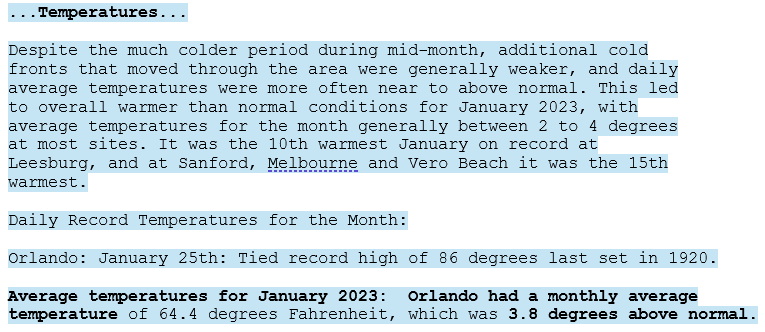 ...Temperatures...
Despite the much colder period during mid-month, additional cold
fronts that moved through the area were generally weaker, and daily
average temperatures were more often near to above normal. This led
to overall warmer than normal conditions for January 2023, with
average temperatures for the month generally between 2 to 4 degrees
at most sites. It was the 10th warmest January on record at
Leesburg, and at Sanford, Melbourne and Vero Beach it was the 15th
warmest.
Daily Record Temperatures for the Month:
Orlando: January 25th: Tied record high of 86 degrees last set in 1920.
Average temperatures for January 2023:  Orlando had a monthly average
temperature of 64.4 degrees Fahrenheit, which was 3.8 degrees above normal.